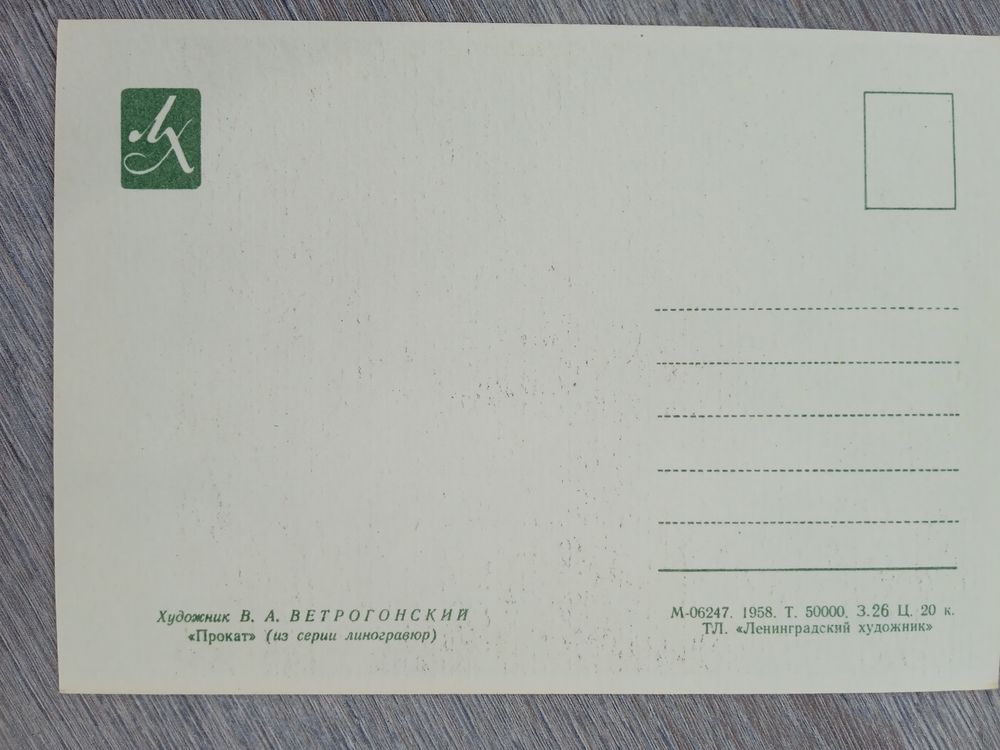 ЛХ
Художник В. А. ВЕТРОГОНСКИЙ
«Прокат» (из серии линогравюр)
М-06247. 1958. Т. 50000. З.26 Ц. 20 к.
ТЛ. «Ленинградский художник»